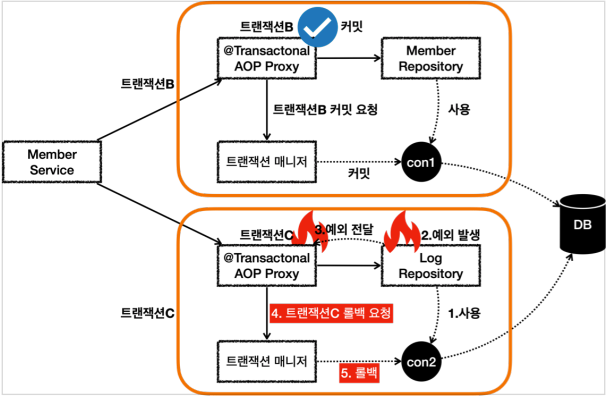 트랜잭션B
커밋
@Transactonal
AOP Proxy
Member
Repository
트랜잭션B
트랜잭션B 커밋 요청
사용
트랜잭션 매니저
커밋
con1
Member
Service
DB
트랜잭션C
3.예외 전달
2.예외 발생
@Transactonal
AOP Proxy
Log
Repository
트랜잭션C
4. 트랜잭션C 롤백 요청
1.사용
트랜잭션 매니저
5. 롤백
con2